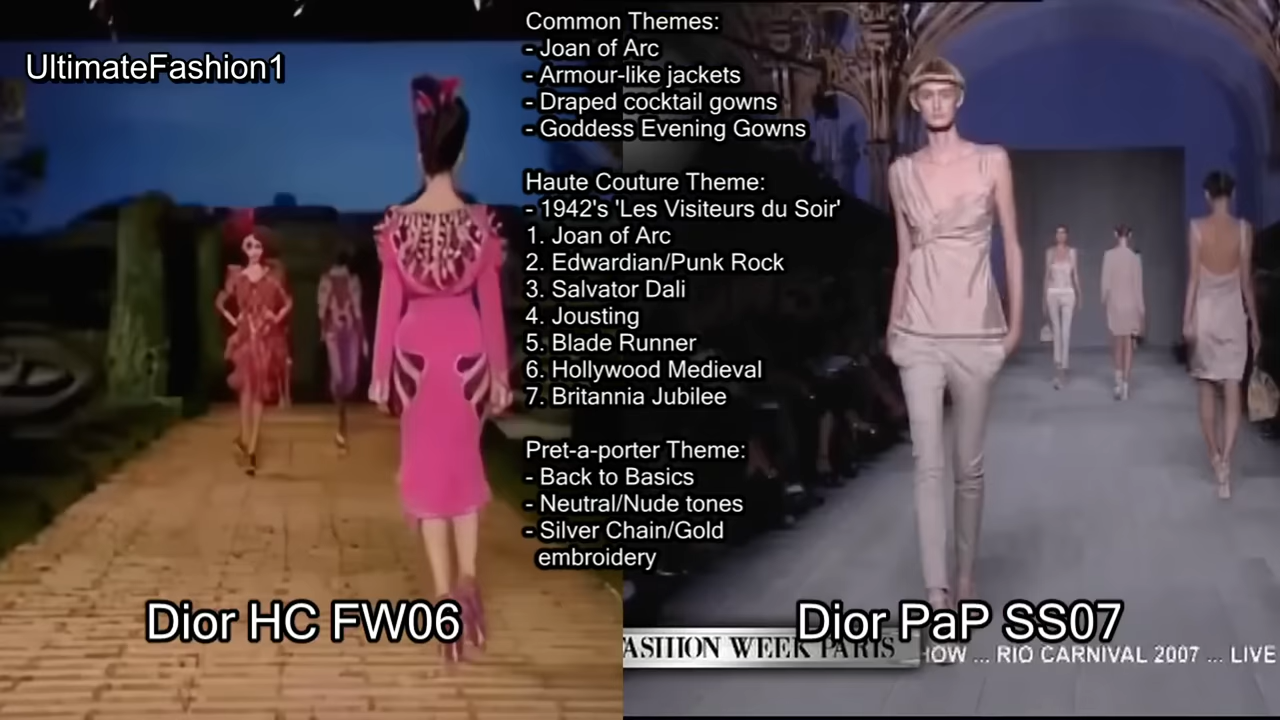 UltimateFashion1
Common Themes:
- Joan of Arc
- Armour-like jackets
- Draped cocktail gowns
- Goddess Evening Gowns
Haute Couture Theme:
- 1942's 'Les Visiteurs du Soir'
1. Joan of Arc
2. Edwardian/Punk Rock
3. Salvator Dali
4. Jousting
5. Blade Runner
6. Hollywood Medieval
7. Britannia Jubilee
Pret-a-porter Theme:
- Back to Basics
- Neutral/Nude tones
- Silver Chain/Gold
embroidery
Dior HC FW06
Dior PaP SS07
ASHION WEEK PARIS
HOW ... RIO CARNIVAL 2007 ... LIVE